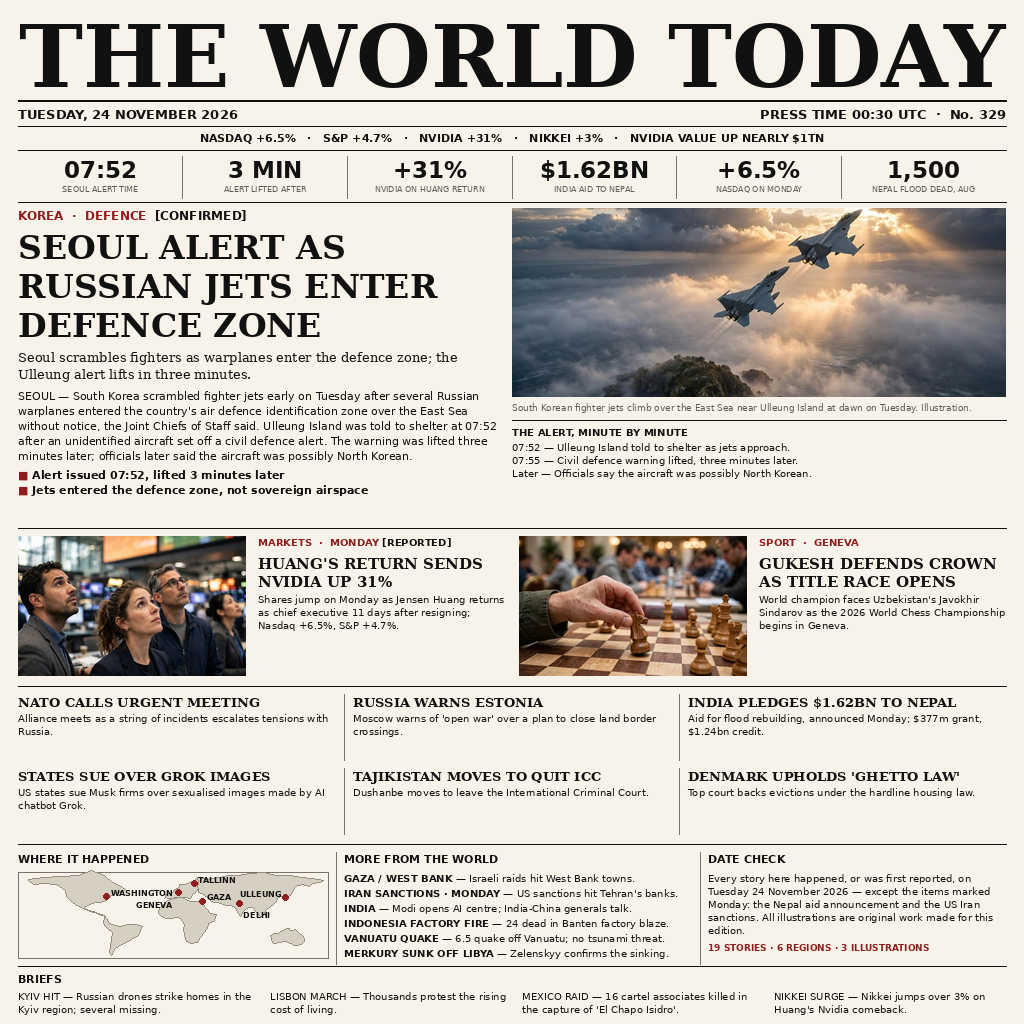 THE WORLD TODAY
TUESDAY, 24 NOVEMBER 2026
PRESS TIME 00:30 UTC · No. 329
NASDAQ +6.5% · S&P +4.7% · NVIDIA +31% · NIKKEI +3% · NVIDIA VALUE UP NEARLY $1TN
07:52
SEOUL ALERT TIME
3 MIN
ALERT LIFTED AFTER
+31%
NVIDIA ON HUANG RETURN
$1.62BN
INDIA AID TO NEPAL
+6.5%
NASDAQ ON MONDAY
1,500
NEPAL FLOOD DEAD, AUG
KOREA · DEFENCE [CONFIRMED]
SEOUL ALERT AS
RUSSIAN JETS ENTER
DEFENCE ZONE
Seoul scrambles fighters as warplanes enter the defence zone; the
Ulleung alert lifts in three minutes.
SEOUL — South Korea scrambled fighter jets early on Tuesday after several Russian
warplanes entered the country's air defence identification zone over the East Sea
without notice, the Joint Chiefs of Staff said. Ulleung Island was told to shelter at 07:52
after an unidentified aircraft set off a civil defence alert. The warning was lifted three
minutes later; officials later said the aircraft was possibly North Korean.
■ Alert issued 07:52, lifted 3 minutes later
■ Jets entered the defence zone, not sovereign airspace
South Korean fighter jets climb over the East Sea near Ulleung Island at dawn on Tuesday. Illustration.
THE ALERT, MINUTE BY MINUTE
07:52 — Ulleung Island told to shelter as jets approach.
07:55 — Civil defence warning lifted, three minutes later.
Later — Officials say the aircraft was possibly North Korean.
MARKETS · MONDAY [REPORTED]
HUANG'S RETURN SENDS
NVIDIA UP 31%
Shares jump on Monday as Jensen Huang returns
as chief executive 11 days after resigning;
Nasdaq +6.5%, S&P +4.7%.
SPORT · GENEVA
GUKESH DEFENDS CROWN
AS TITLE RACE OPENS
World champion faces Uzbekistan's Javokhir
Sindarov as the 2026 World Chess Championship
begins in Geneva.
NATO CALLS URGENT MEETING
Alliance meets as a string of incidents escalates tensions with
Russia.
RUSSIA WARNS ESTONIA
Moscow warns of 'open war' over a plan to close land border
crossings.
INDIA PLEDGES $1.62BN TO NEPAL
Aid for flood rebuilding, announced Monday; $377m grant,
$1.24bn credit.
STATES SUE OVER GROK IMAGES
US states sue Musk firms over sexualised images made by AI
chatbot Grok.
TAJIKISTAN MOVES TO QUIT ICC
Dushanbe moves to leave the International Criminal Court.
DENMARK UPHOLDS 'GHETTO LAW'
Top court backs evictions under the hardline housing law.
WHERE IT HAPPENED
TALLINN
WASHINGTON
GENEVA
GAZA
ULLEUNG
DELHI
MORE FROM THE WORLD
GAZA / WEST BANK — Israeli raids hit West Bank towns.
IRAN SANCTIONS · MONDAY — US sanctions hit Tehran's banks.
INDIA — Modi opens AI centre; India-China generals talk.
INDONESIA FACTORY FIRE — 24 dead in Banten factory blaze.
VANUATU QUAKE — 6.5 quake off Vanuatu; no tsunami threat.
MERKURY SUNK OFF LIBYA — Zelenskyy confirms the sinking.
DATE CHECK
Every story here happened, or was first reported, on
Tuesday 24 November 2026 — except the items marked
Monday: the Nepal aid announcement and the US Iran
sanctions. All illustrations are original work made for this
edition.
19 STORIES · 6 REGIONS · 3 ILLUSTRATIONS
BRIEFS
KYIV HIT — Russian drones strike homes in the
Kyiv region; several missing.
LISBON MARCH — Thousands protest the rising
cost of living.
MEXICO RAID — 16 cartel associates killed in
the capture of 'El Chapo Isidro'.
NIKKEI SURGE — Nikkei jumps over 3% on
Huang's Nvidia comeback.